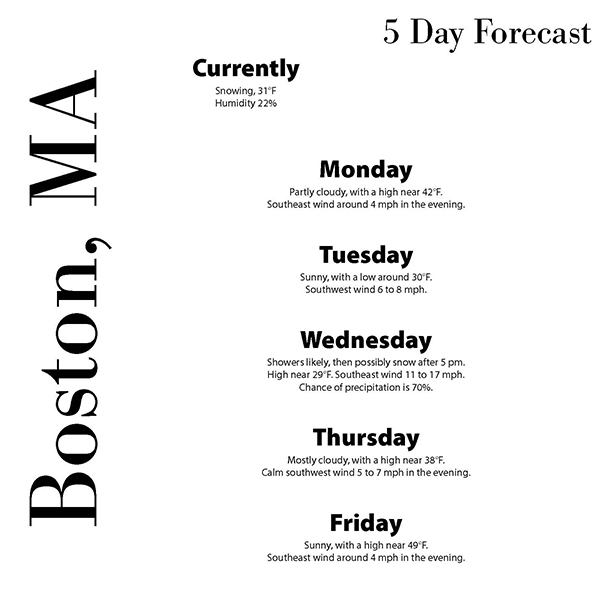 5 Day Forecast
Boston, MA
Currently
Snowing, 31°F
Humidity 22%
Monday
Partly cloudy, with a high near 42°F.
Southeast wind around 4 mph in the evening.
Tuesday
Sunny, with a low around 30°F.
Southwest wind 6 to 8 mph.
Wednesday
Showers likely, then possibly snow after 5 pm.
High near 29°F. Southeast wind 11 to 17 mph.
Chance of precipitation is 70%.
Thursday
Mostly cloudy, with a high near 38°F.
Calm southwest wind 5 to 7 mph in the evening.
Friday
Sunny, with a high near 49°F.
Southeast wind around 4 mph in the evening.